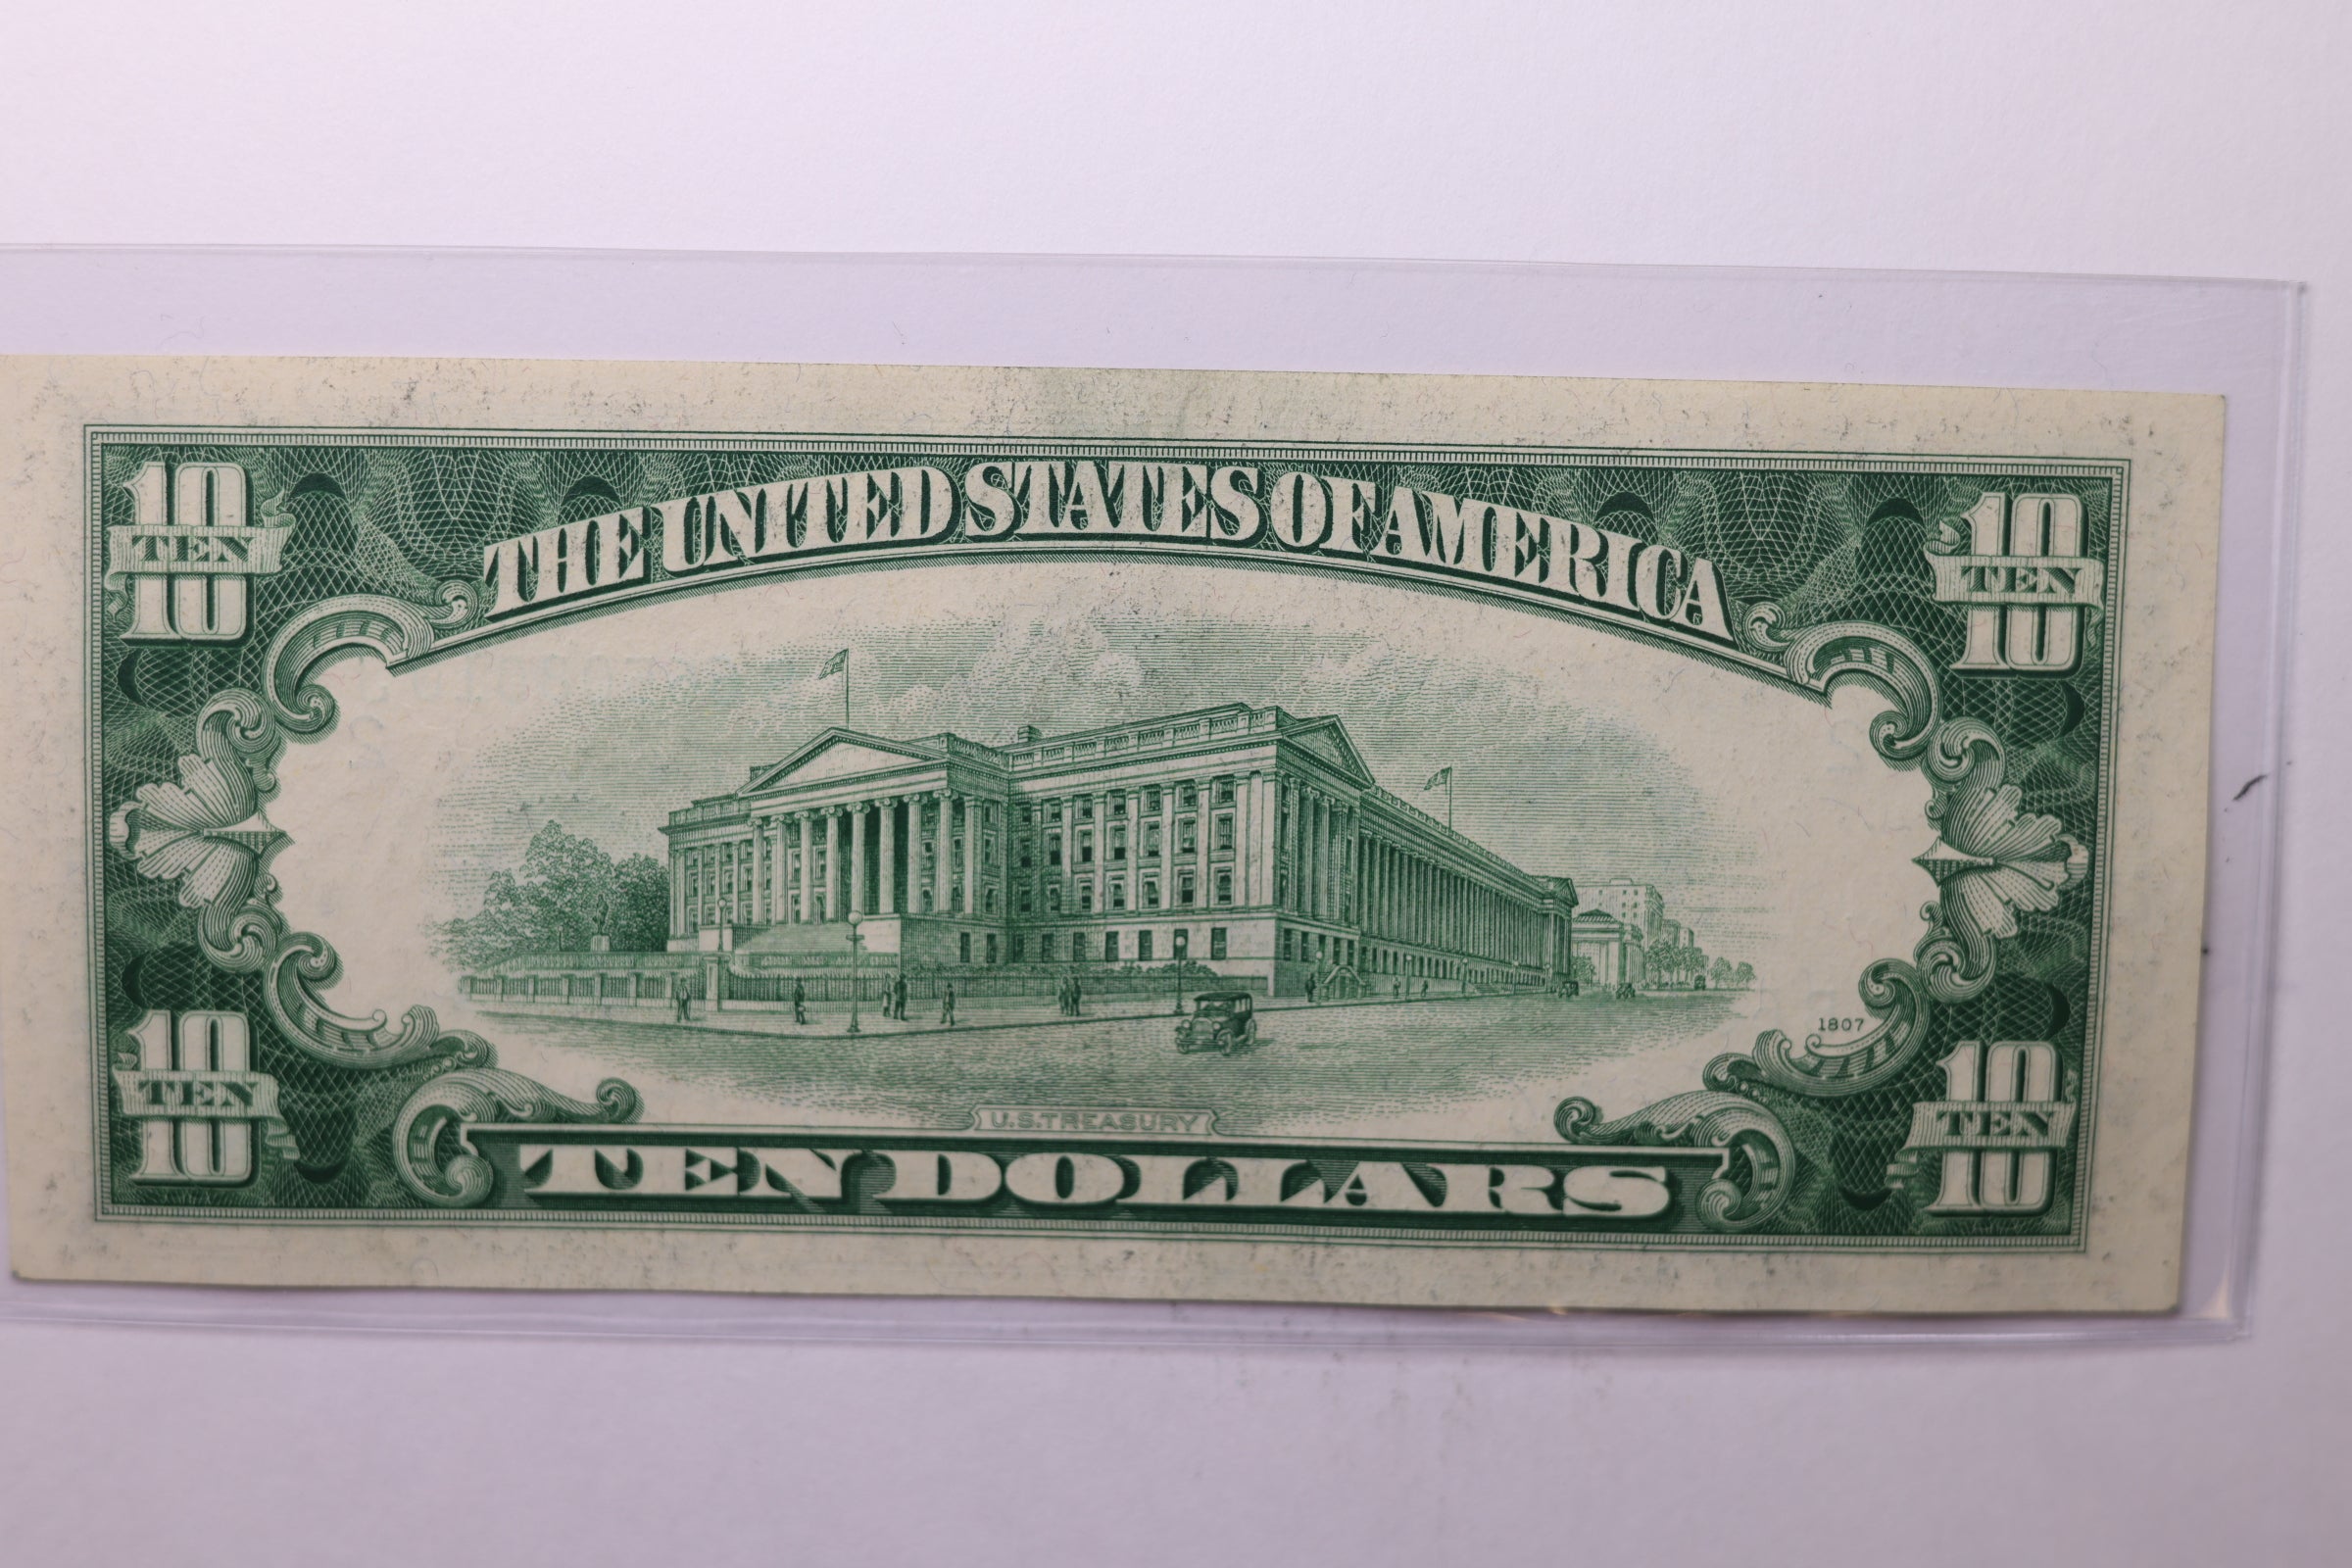 THE UNITED STATES OF AMERICA
10 TEN 10
10 TEN 10
1807
10 TEN 10
10 TEN 10
U.S. TREASURY
TEN DOLLARS